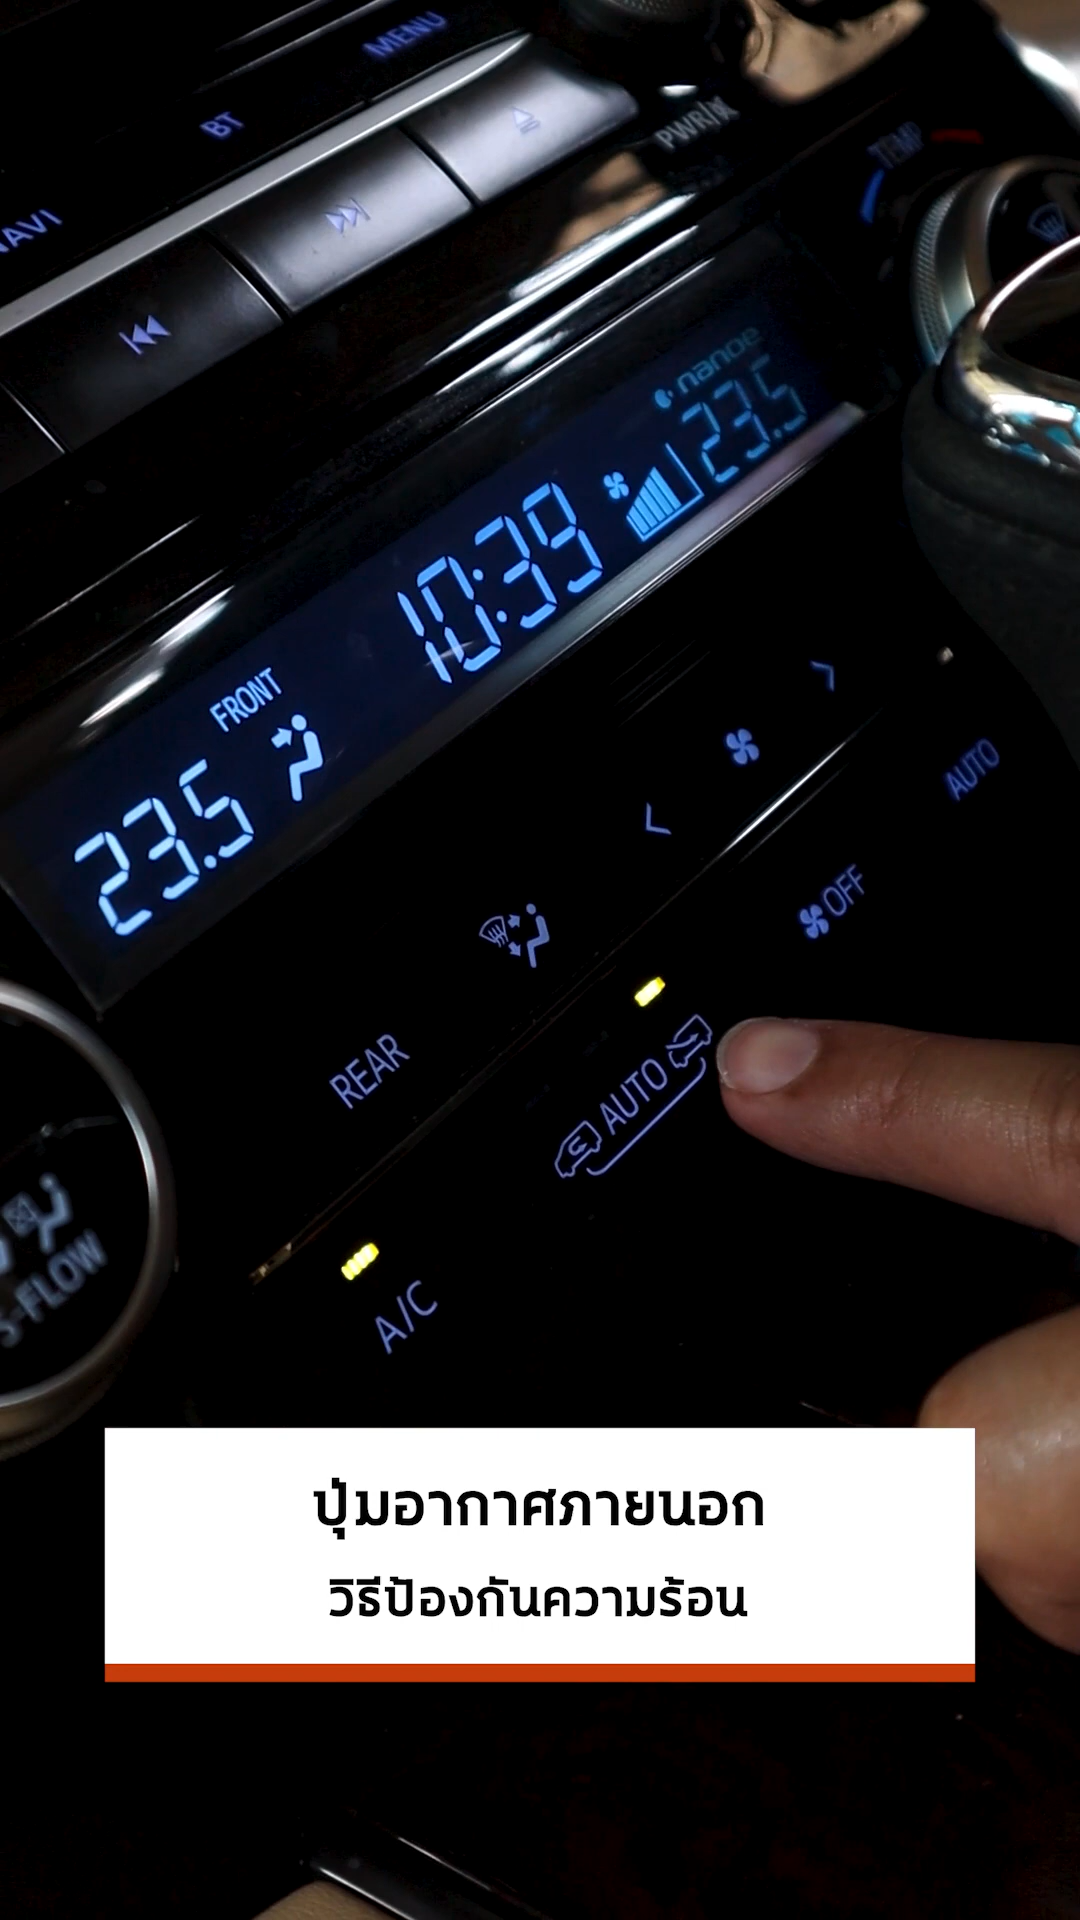 MENU
BT
NAVI
PWR/
TEMP
nanoe
23.5
10:39
FRONT
23.5
AUTO
OFF
REAR
AUTO
S-FLOW
A/C
ปุ่มอากาศภายนอก
วิธีป้องกันความร้อน